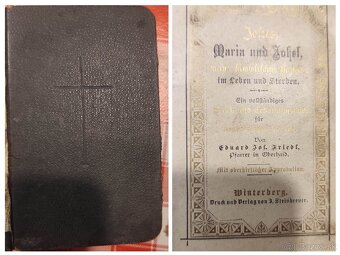 Jesus,
Maria und Josef,
im Leben und Sterben.
Ein vollständiges
für
Von
Eduard Jos. Friedl,
Pfarrer in Oberhaid.
Mit oberhirtlicher Approbation.
Winterberg.
Druck und Verlag von J. Steinbrener.